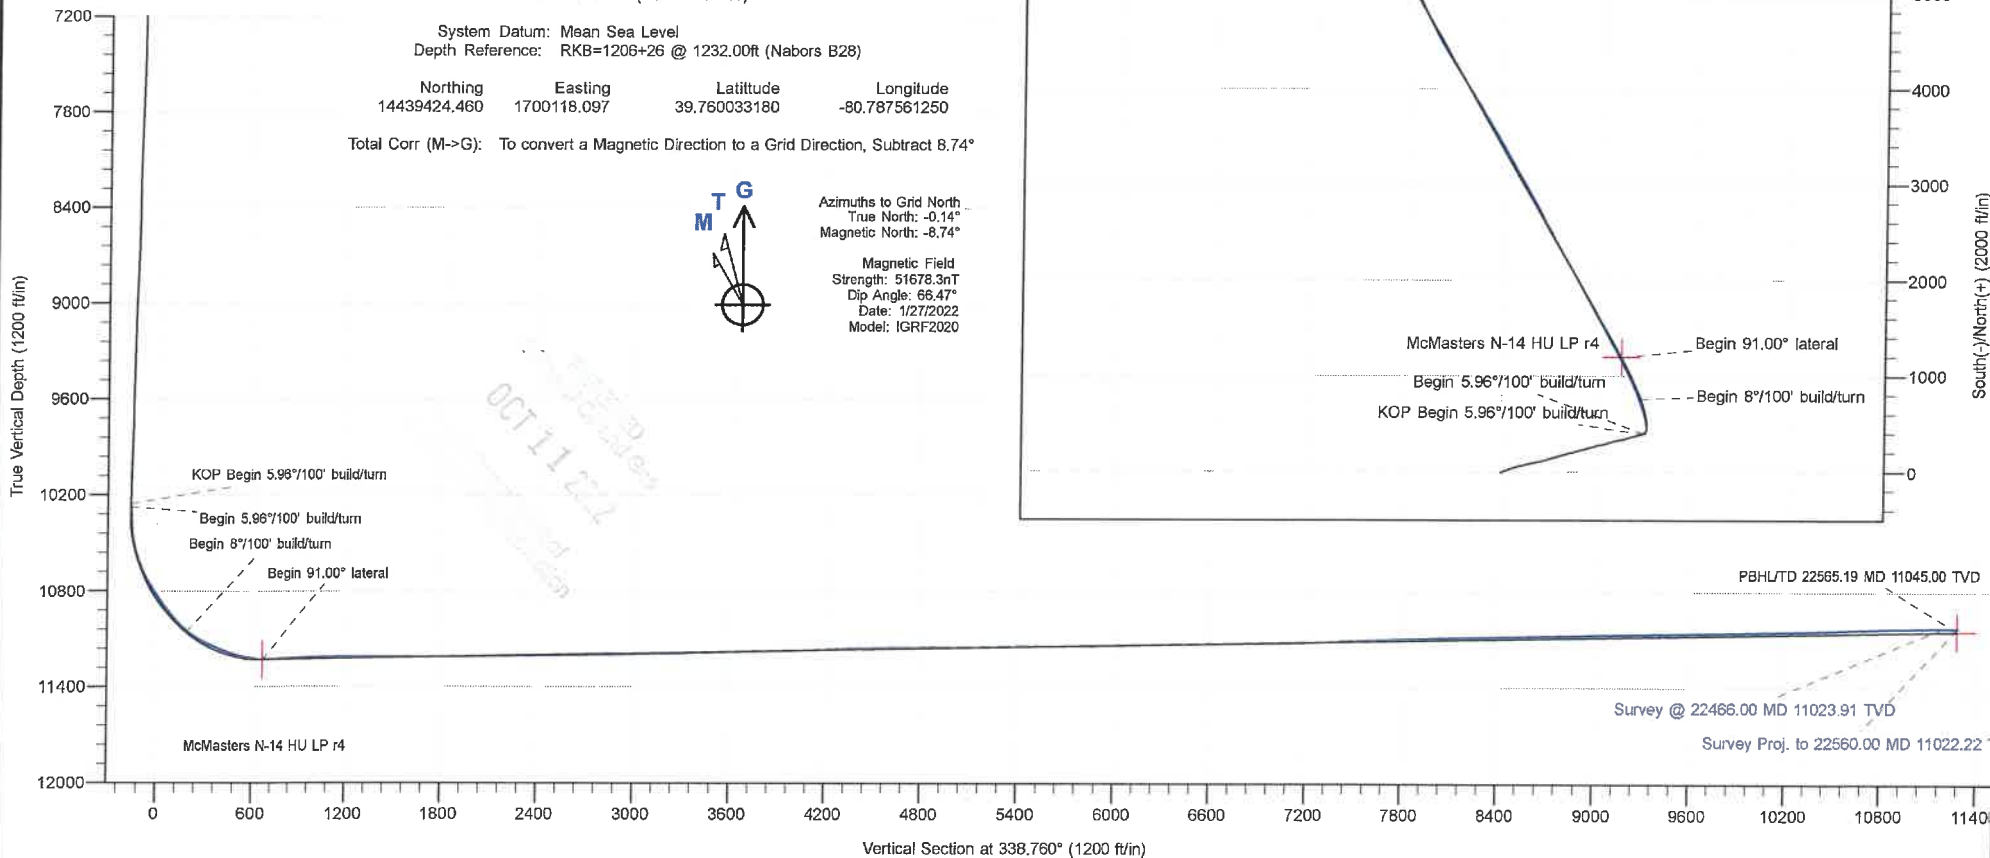 System Datum: Mean Sea Level
Depth Reference: RKB=1206+26 @ 1232.00ft (Nabors B28)
Northing Easting Latittude Longitude
14439424.460 1700118.097 39.760033180 -80.787561250
Total Corr (M->G): To convert a Magnetic Direction to a Grid Direction, Subtract 8.74°
M T G
Azimuths to Grid North
True North: -0.14°
Magnetic North: -8.74°
Magnetic Field
Strength: 51678.3nT
Dip Angle: 66.47°
Date: 1/27/2022
Model: IGRF2020
True Vertical Depth (1200 ft/in)
7200
7800
8400
9000
9600
10200
10800
11400
12000
OCT 11
KOP Begin 5.96°/100' build/turn
Begin 5.96°/100' build/turn
Begin 8°/100' build/turn
Begin 91.00° lateral
McMasters N-14 HU LP r4
4000
3000
2000
1000
0
South(-)/North(+) (2000 ft/in)
McMasters N-14 HU LP r4
Begin 91.00° lateral
Begin 5.96°/100' build/turn
Begin 8°/100' build/turn
KOP Begin 5.96°/100' build/turn
PBHL/TD 22565.19 MD 11045.00 TVD
Survey @ 22466.00 MD 11023.91 TVD
Survey Proj. to 22560.00 MD 11022.22
0 600 1200 1800 2400 3000 3600 4200 4800 5400 6000 6600 7200 7800 8400 9000 9600 10200 10800
Vertical Section at 338.760° (1200 ft/in)